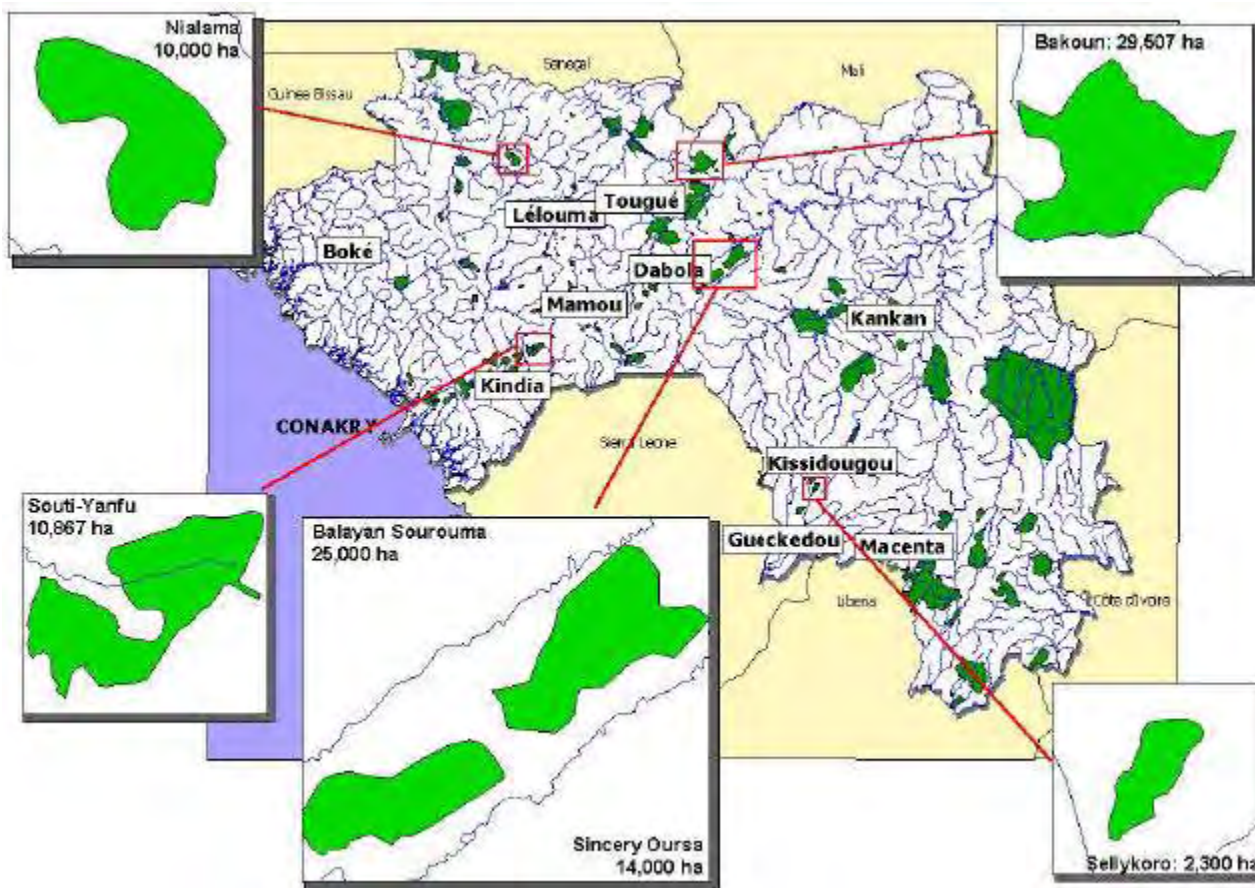 Nialama
10,000 ha
Senegal
Mali
Bakoun: 29,507 ha
Guinea Bissau
Tougué
Lélouma
Boké
Dabola
Mamou
Kankan
Kindia
CONAKRY
Sierra Leone
Kissidougou
Souti-Yanfu
10,867 ha
Balayan Sourouma
25,000 ha
Gueckedou
Macenta
Liberia
Côte d'Ivoire
Sincery Oursa
14,000 ha
Sellykoro: 2,300 ha